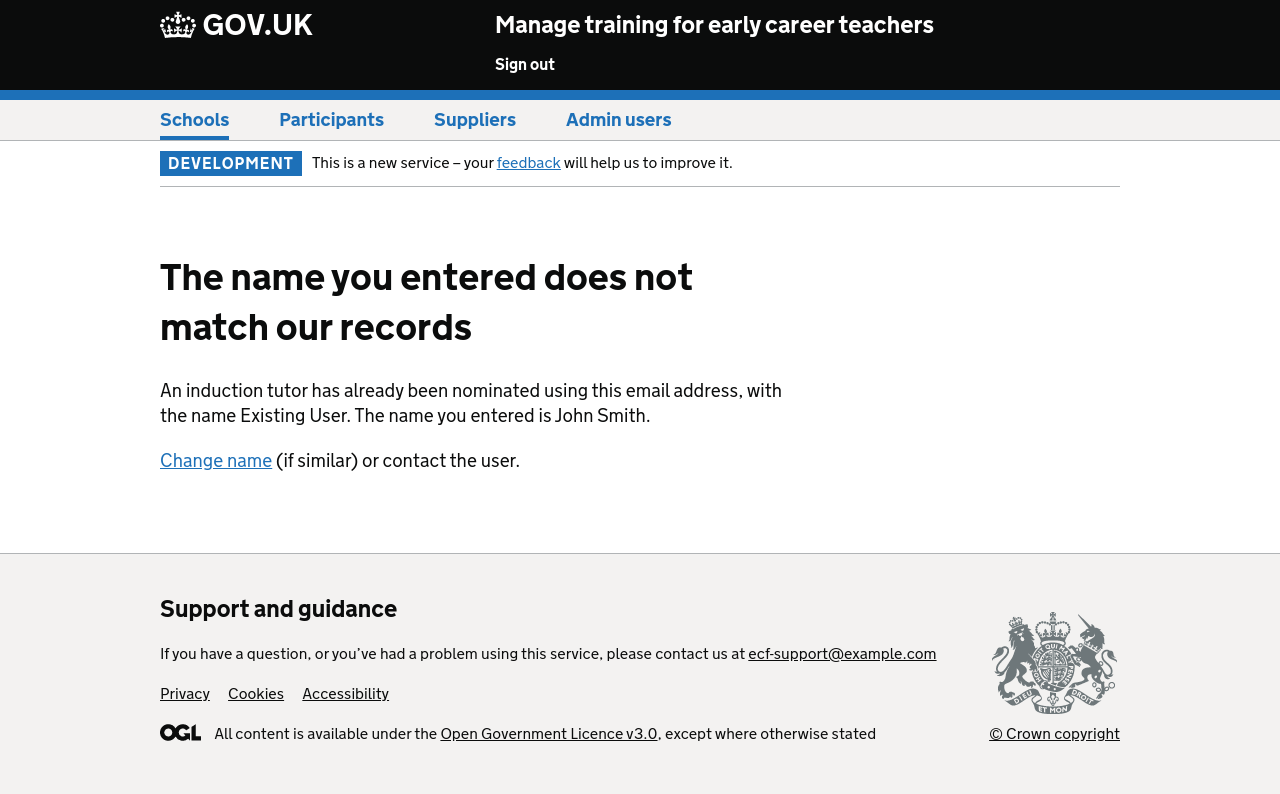 GOV.UK
Manage training for early career teachers
Sign out
Schools
Participants
Suppliers
Admin users
DEVELOPMENT
This is a new service – your feedback will help us to improve it.
The name you entered does not
match our records
An induction tutor has already been nominated using this email address, with
the name Existing User. The name you entered is John Smith.
Change name (if similar) or contact the user.
Support and guidance
If you have a question, or you’ve had a problem using this service, please contact us at ecf-support@example.com
Privacy
Cookies
Accessibility
OGL
All content is available under the Open Government Licence v3.0, except where otherwise stated
DIEU ET MON DROIT
© Crown copyright